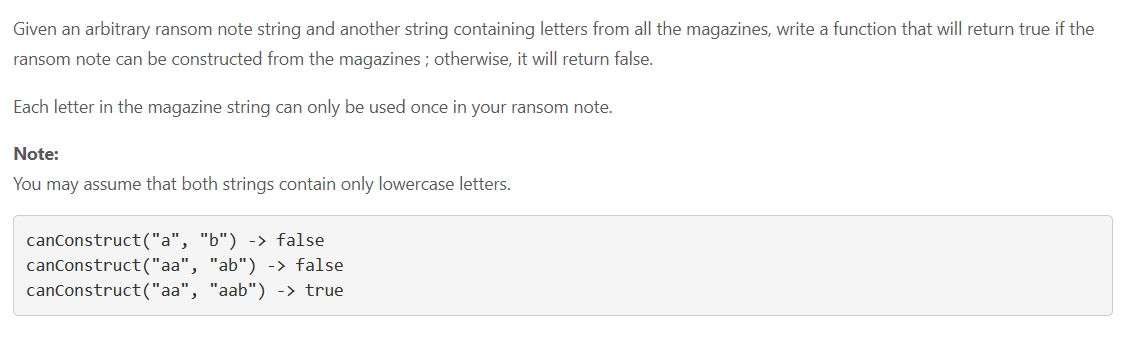 Given an arbitrary ransom note string and another string containing letters from all the magazines, write a function that will return true if the
ransom note can be constructed from the magazines ; otherwise, it will return false.
Each letter in the magazine string can only be used once in your ransom note.
Note:
You may assume that both strings contain only lowercase letters.
canConstruct("a", "b") -> false
canConstruct("aa", "ab") -> false
canConstruct("aa", "aab") -> true